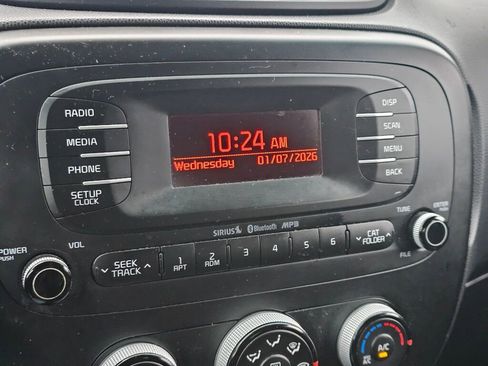 RADIO
MEDIA
PHONE
SETUP
CLOCK
10:24 AM
Wednesday 01/07/2026
DISP
SCAN
MENU
BACK
SIRIUS Bluetooth MP3
POWER
PUSH
VOL
SEEK
TRACK
1
RPT
2
RDM
3
4
5
6
CAT
FOLDER
TUNE
FILE
ENTER
PUSH
A/C